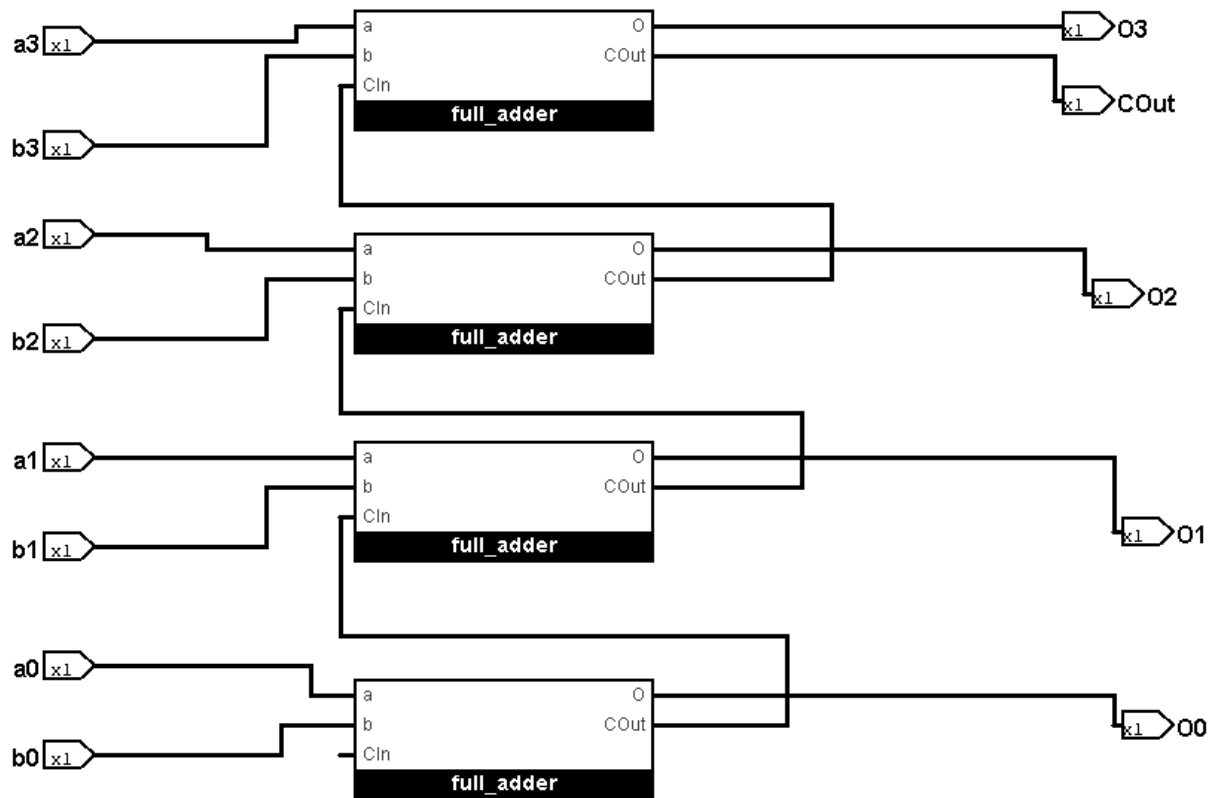 a3 x1 a O x1 O3
b COut
CIn x1 COut
full_adder
b3 x1
a2 x1 a O
b COut
CIn x1 O2
full_adder
b2 x1
a1 x1 a O
b COut
CIn x1 O1
full_adder
b1 x1
a0 x1
a O
b COut x1 O0
b0 x1 CIn
full_adder